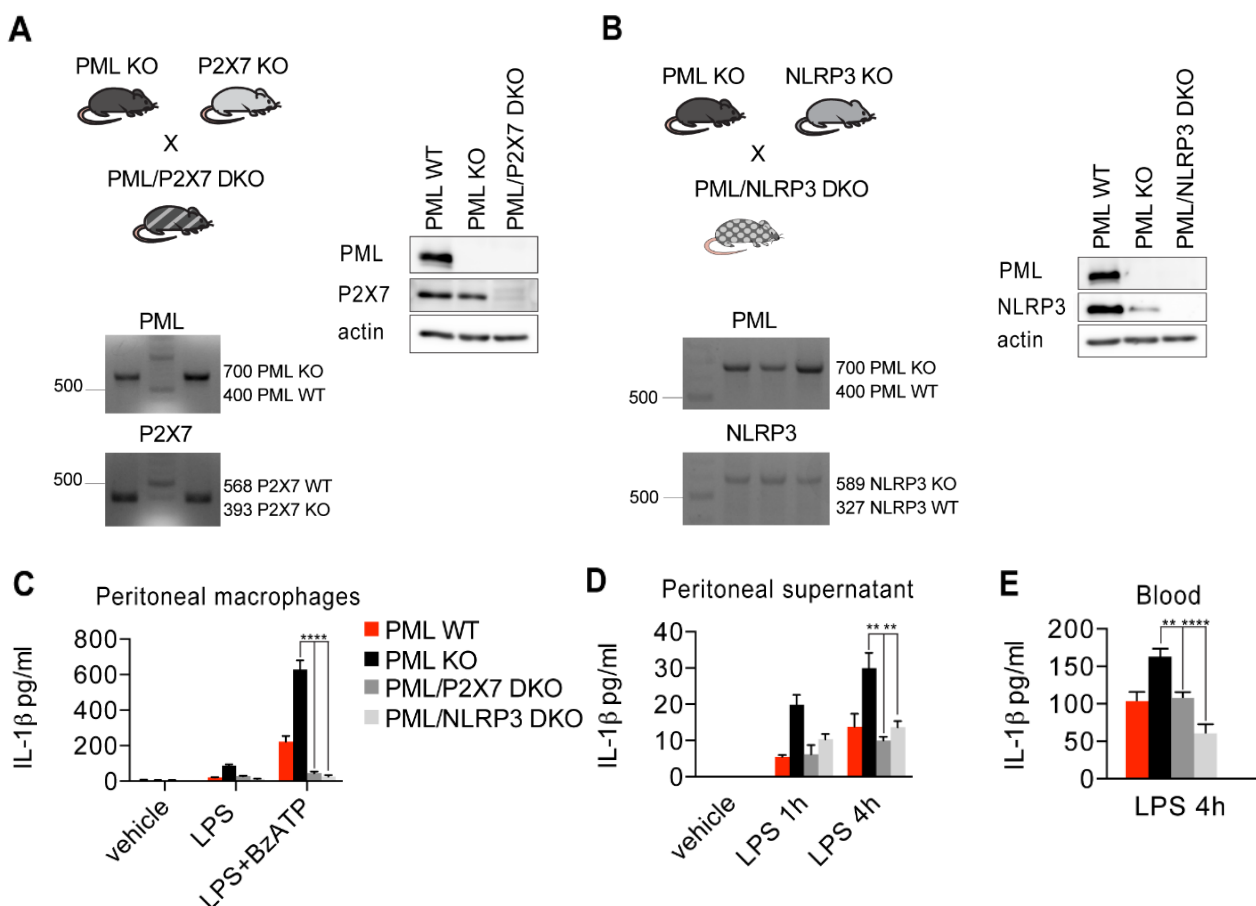 A
PML KO
P2X7 KO
X
PML/P2X7 DKO
PML WT
PML KO
PML/P2X7 DKO
PML
P2X7
actin
PML
500
700 PML KO
400 PML WT
P2X7
500
568 P2X7 WT
393 P2X7 KO
B
PML KO
NLRP3 KO
X
PML/NLRP3 DKO
PML WT
PML KO
PML/NLRP3 DKO
PML
NLRP3
actin
PML
700 PML KO
400 PML WT
500
NLRP3
589 NLRP3 KO
327 NLRP3 WT
500
C
Peritoneal macrophages
IL-1β pg/ml
800
600
400
200
0
****
vehicle
LPS
LPS+BzATP
PML WT
PML KO
PML/P2X7 DKO
PML/NLRP3 DKO
D
Peritoneal supernatant
IL-1β pg/ml
40
30
20
10
0
** **
vehicle
LPS 1h
LPS 4h
E
Blood
IL-1β pg/ml
200
150
100
50
0
** ****
LPS 4h